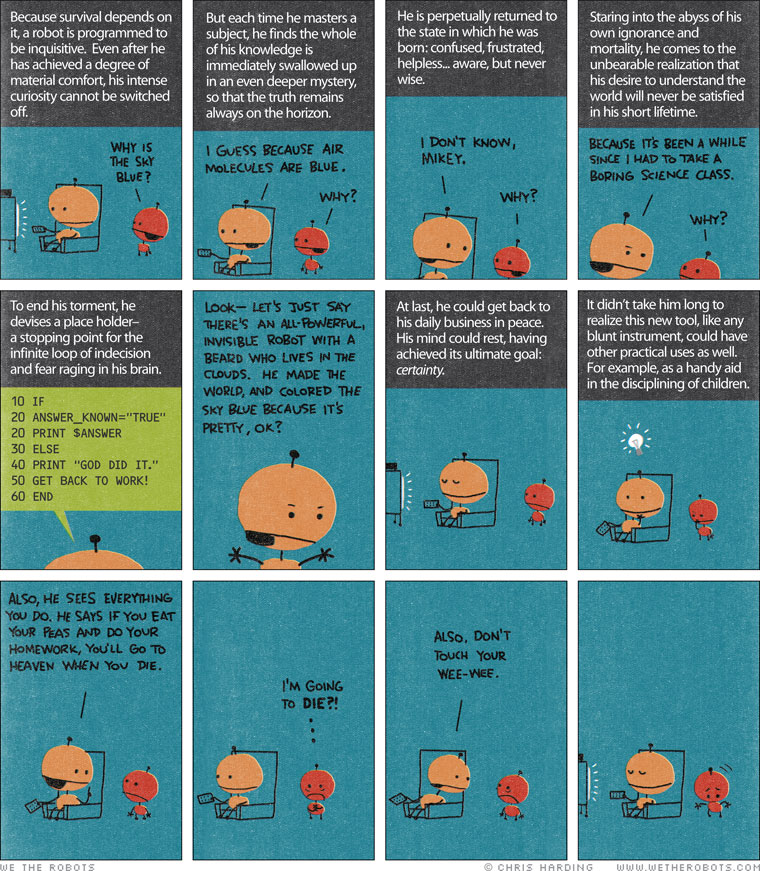 Because survival depends on
it, a robot is programmed to
be inquisitive. Even after he
has achieved a degree of
material comfort, his intense
curiosity cannot be switched
off.
WHY IS
THE SKY
BLUE?
But each time he masters a
subject, he finds the whole
of his knowledge is
immediately swallowed up
in an even deeper mystery,
so that the truth remains
always on the horizon.
I GUESS BECAUSE AIR
MOLECULES ARE BLUE.
WHY?
He is perpetually returned to
the state in which he was
born: confused, frustrated,
helpless... aware, but never
wise.
I DON'T KNOW,
MIKEY.
WHY?
Staring into the abyss of his
own ignorance and
mortality, he comes to the
unbearable realization that
his desire to understand the
world will never be satisfied
in his short lifetime.
BECAUSE IT'S BEEN A WHILE
SINCE I HAD TO TAKE A
BORING SCIENCE CLASS.
WHY?
To end his torment, he
devises a place holder–
a stopping point for the
infinite loop of indecision
and fear raging in his brain.
10 IF
20 ANSWER_KNOWN="TRUE"
20 PRINT $ANSWER
30 ELSE
40 PRINT "GOD DID IT."
50 GET BACK TO WORK!
60 END
LOOK— LET'S JUST SAY
THERE'S AN ALL-POWERFUL,
INVISIBLE ROBOT WITH A
BEARD WHO LIVES IN THE
CLOUDS. HE MADE THE
WORLD, AND COLORED THE
SKY BLUE BECAUSE IT'S
PRETTY, OK?
At last, he could get back to
his daily business in peace.
His mind could rest, having
achieved its ultimate goal:
certainty.
It didn't take him long to
realize this new tool, like any
blunt instrument, could have
other practical uses as well.
For example, as a handy aid
in the disciplining of children.
ALSO, HE SEES EVERYTHING
YOU DO. HE SAYS IF YOU EAT
YOUR PEAS AND DO YOUR
HOMEWORK, YOU'LL GO TO
HEAVEN WHEN YOU DIE.
I'M GOING
TO DIE?!
ALSO, DON'T
TOUCH YOUR
WEE-WEE.
WE THE ROBOTS
© CHRIS HARDING
WWW.WETHEROBOTS.COM